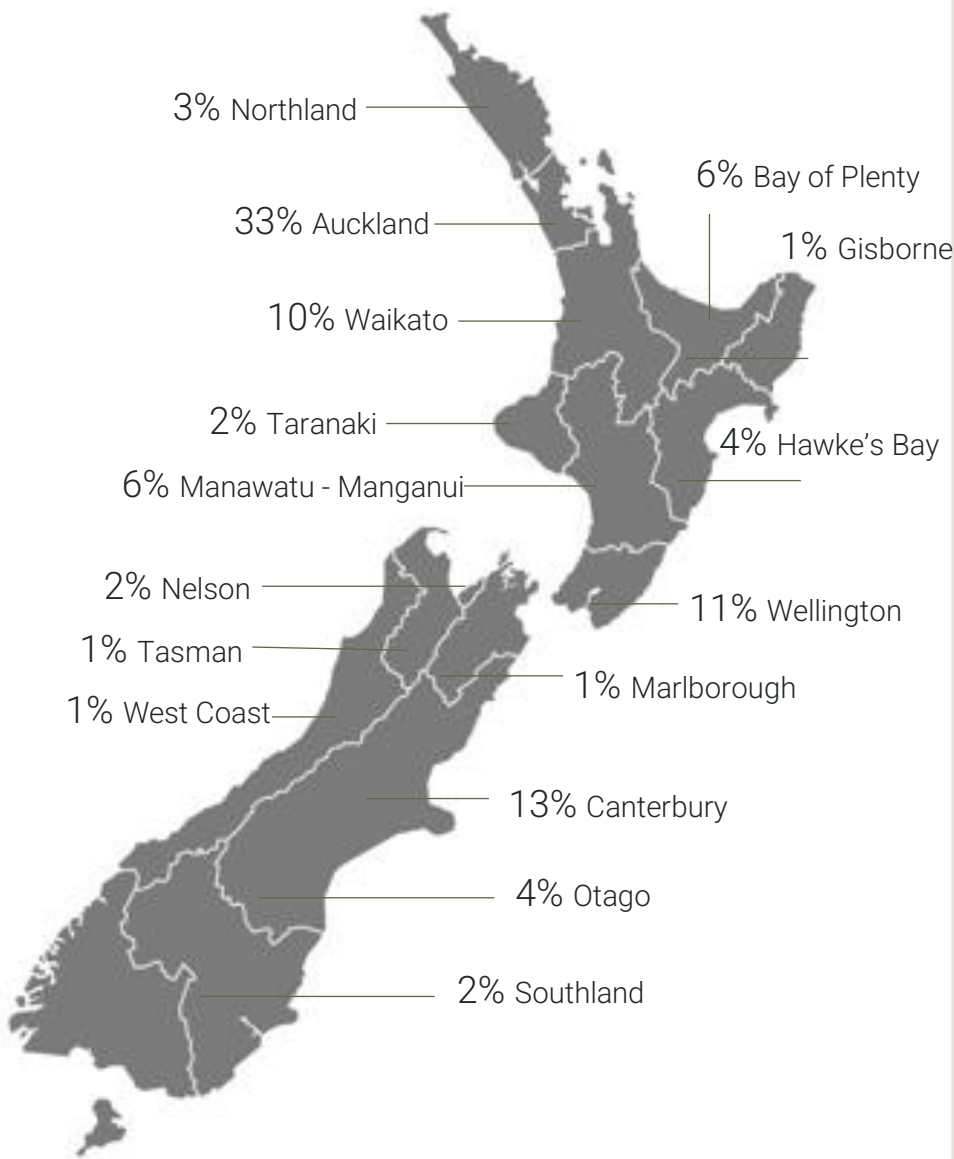 3% Northland
6% Bay of Plenty
33% Auckland
1% Gisborne
10% Waikato
2% Taranaki
4% Hawke's Bay
6% Manawatu - Manganui
2% Nelson
11% Wellington
1% Tasman
1% Marlborough
1% West Coast
13% Canterbury
4% Otago
2% Southland